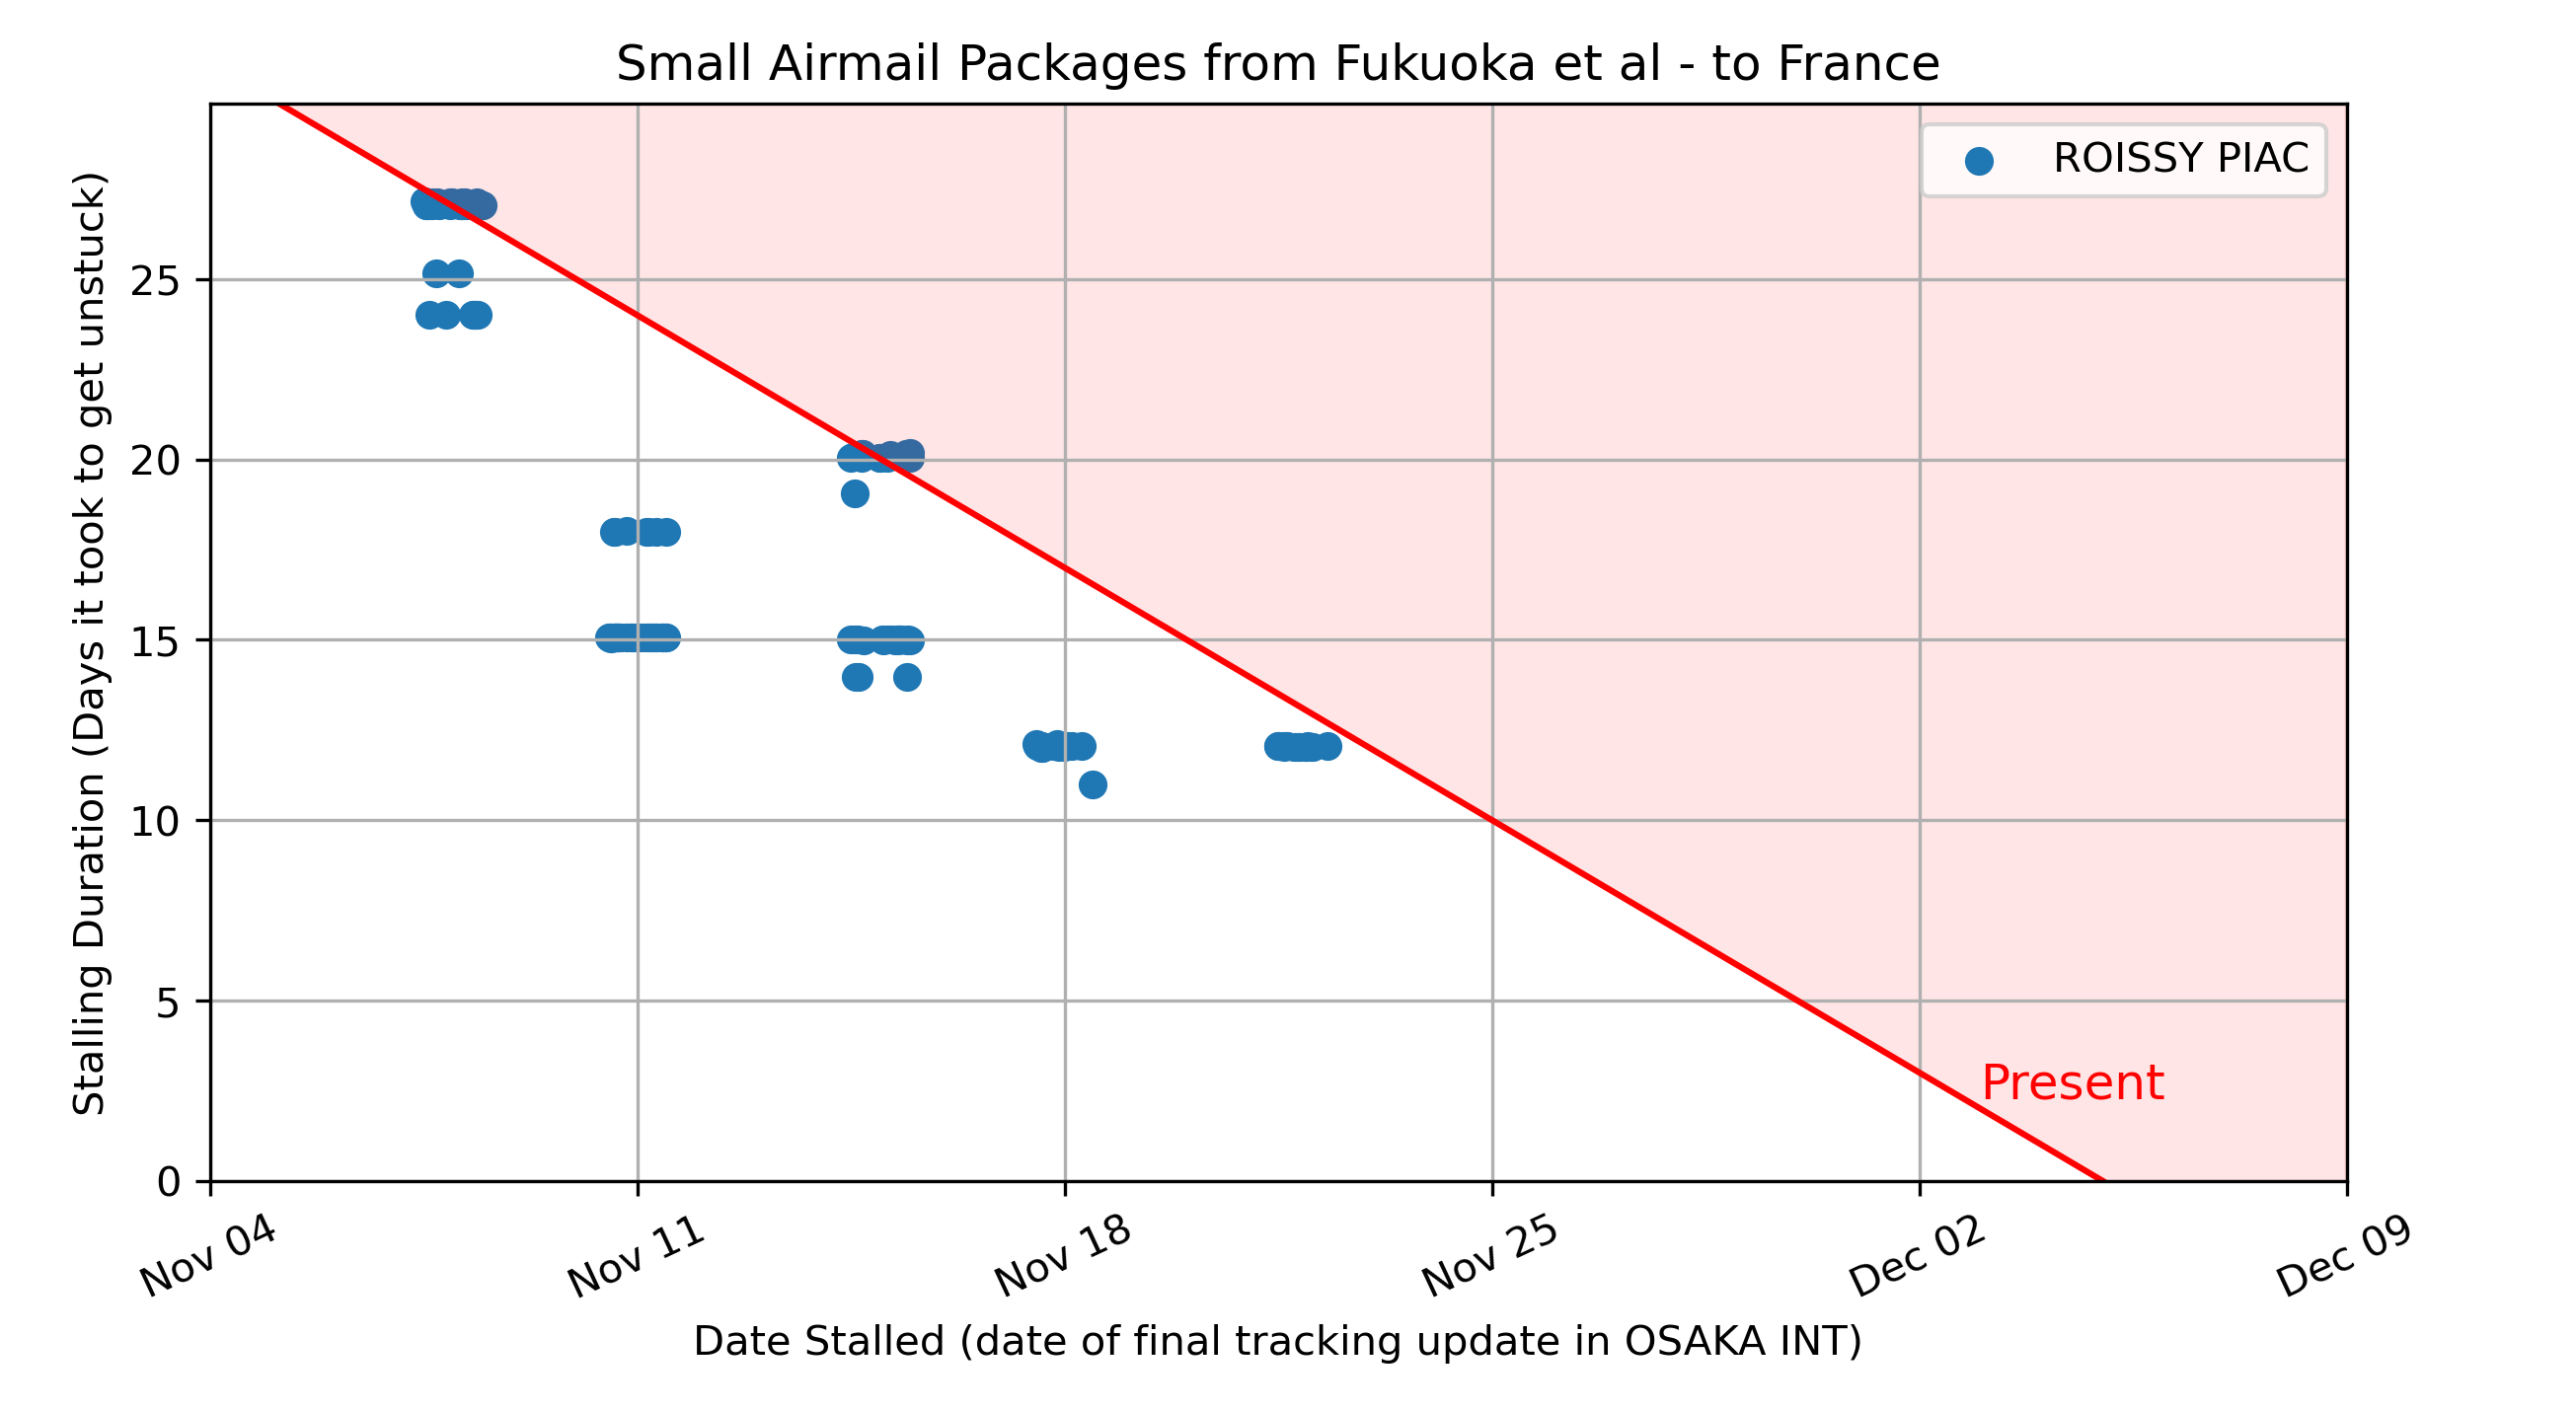 Small Airmail Packages from Fukuoka et al - to France
ROISSY PIAC
Stalling Duration (Days it took to get unstuck)
25
20
15
10
5
0
Present
Nov 04
Nov 11
Nov 18
Nov 25
Dec 02
Dec 09
Date Stalled (date of final tracking update in OSAKA INT)